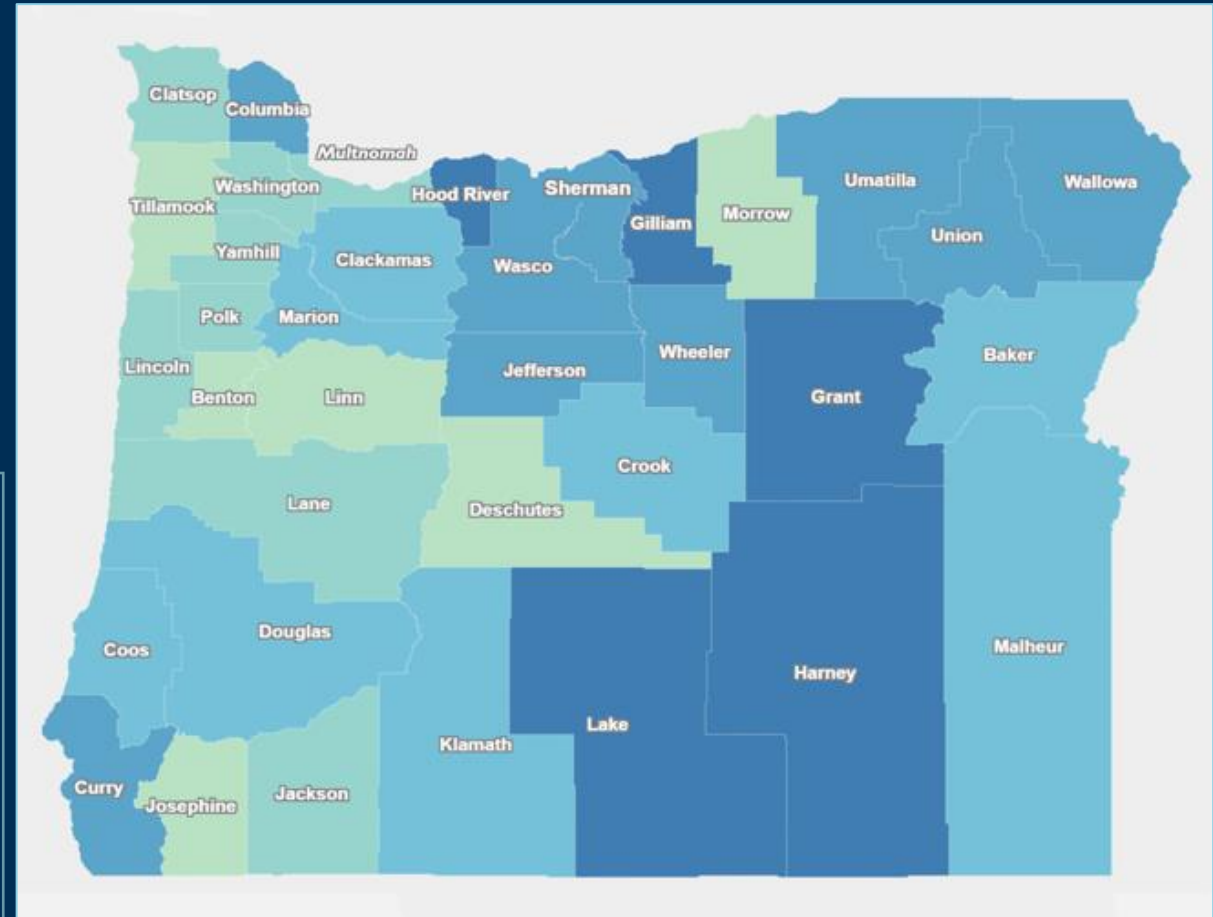 Clatsop
Columbia
Multnomah
Washington
Hood River
Sherman
Tillamook
Gilliam
Morrow
Umatilla
Wallowa
Union
Yamhill
Clackamas
Wasco
Polk
Marion
Wheeler
Baker
Lincoln
Jefferson
Benton
Linn
Grant
Crook
Lane
Deschutes
Douglas
Coos
Malheur
Harney
Lake
Klamath
Curry
Jackson
Josephine